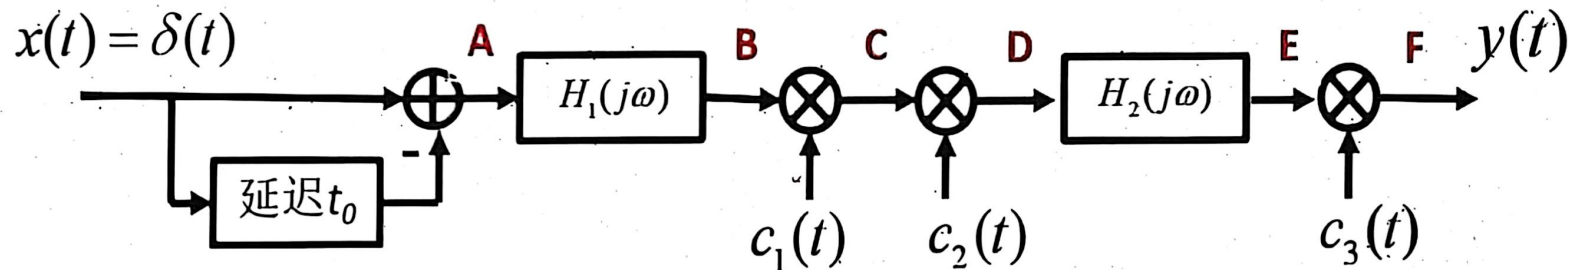 x(t) = δ(t)
A
B
C
D
E
F
y(t)
H₁(jω)
H₂(jω)
-
延迟t₀
c₁(t)
c₂(t)
c₃(t)